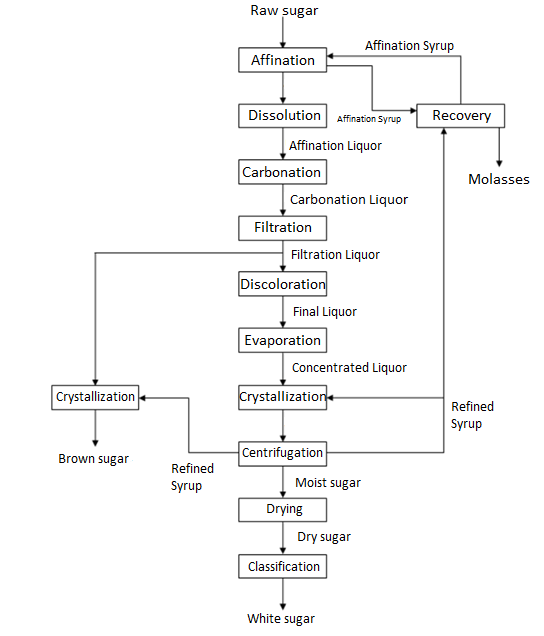 Raw sugar
Affination Syrup
Affination
Dissolution
Affination Syrup
Recovery
Affination Liquor
Carbonation
Molasses
Carbonation Liquor
Filtration
Filtration Liquor
Discoloration
Final Liquor
Evaporation
Concentrated Liquor
Crystallization
Crystallization
Refined
Syrup
Centrifugation
Brown sugar
Refined
Syrup
Moist sugar
Drying
Dry sugar
Classification
White sugar